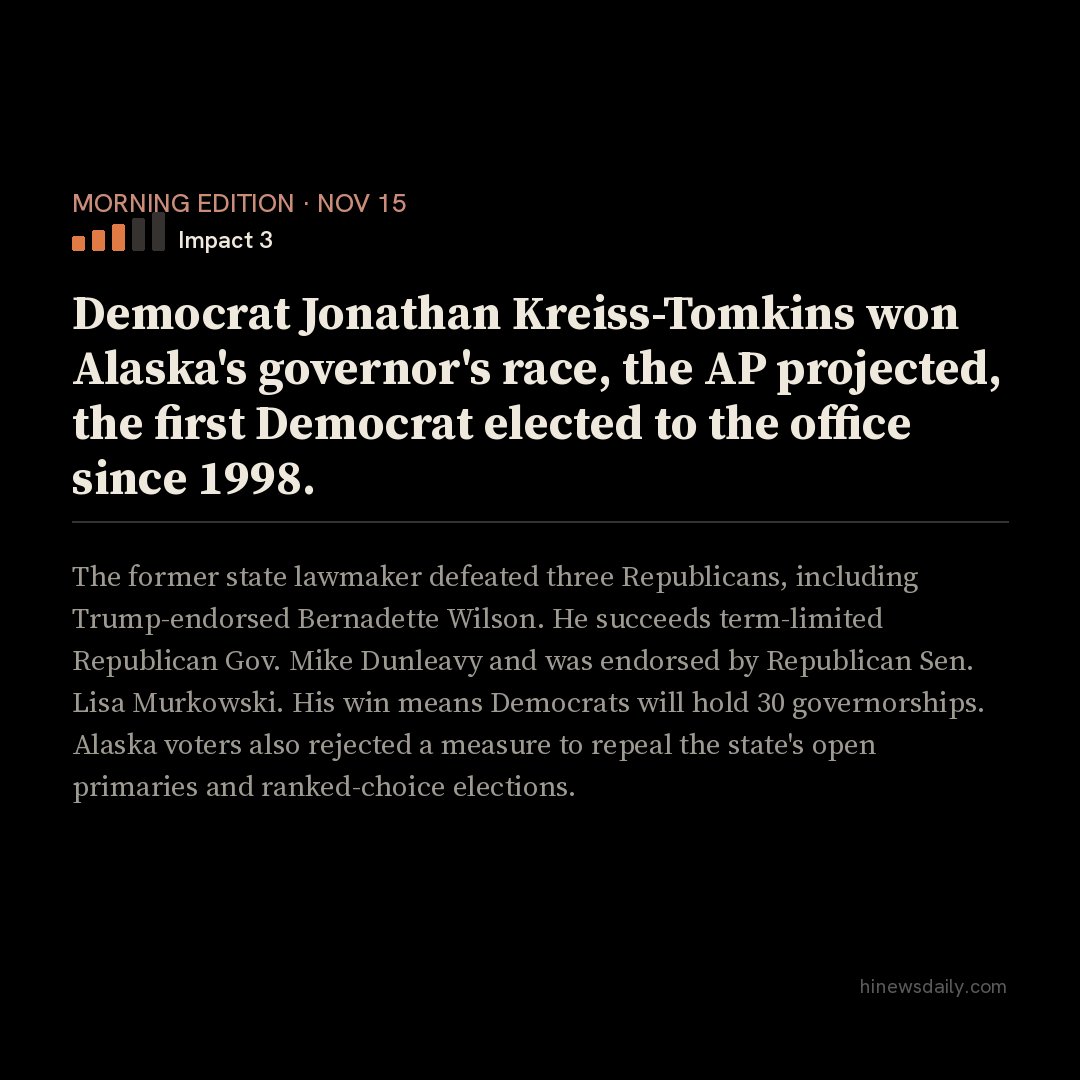 MORNING EDITION · NOV 15
Impact 3
Democrat Jonathan Kreiss-Tomkins won
Alaska's governor's race, the AP projected,
the first Democrat elected to the office
since 1998.
The former state lawmaker defeated three Republicans, including
Trump-endorsed Bernadette Wilson. He succeeds term-limited
Republican Gov. Mike Dunleavy and was endorsed by Republican Sen.
Lisa Murkowski. His win means Democrats will hold 30 governorships.
Alaska voters also rejected a measure to repeal the state's open
primaries and ranked-choice elections.
hinewsdaily.com